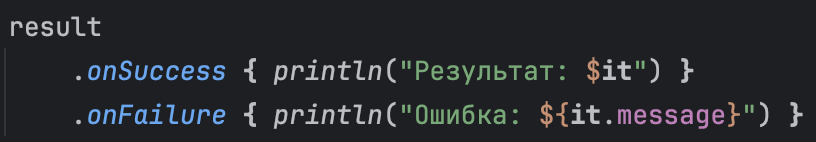 result
.onSuccess { println("Результат: $it") }
.onFailure { println("Ошибка: ${it.message}") }